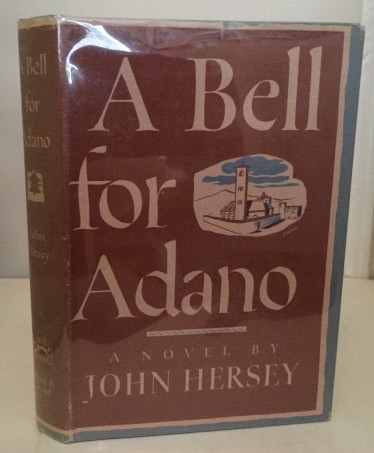 A Bell
for
Adano
A NOVEL BY
JOHN HERSEY
A Bell
for
Adano
John
Hersey